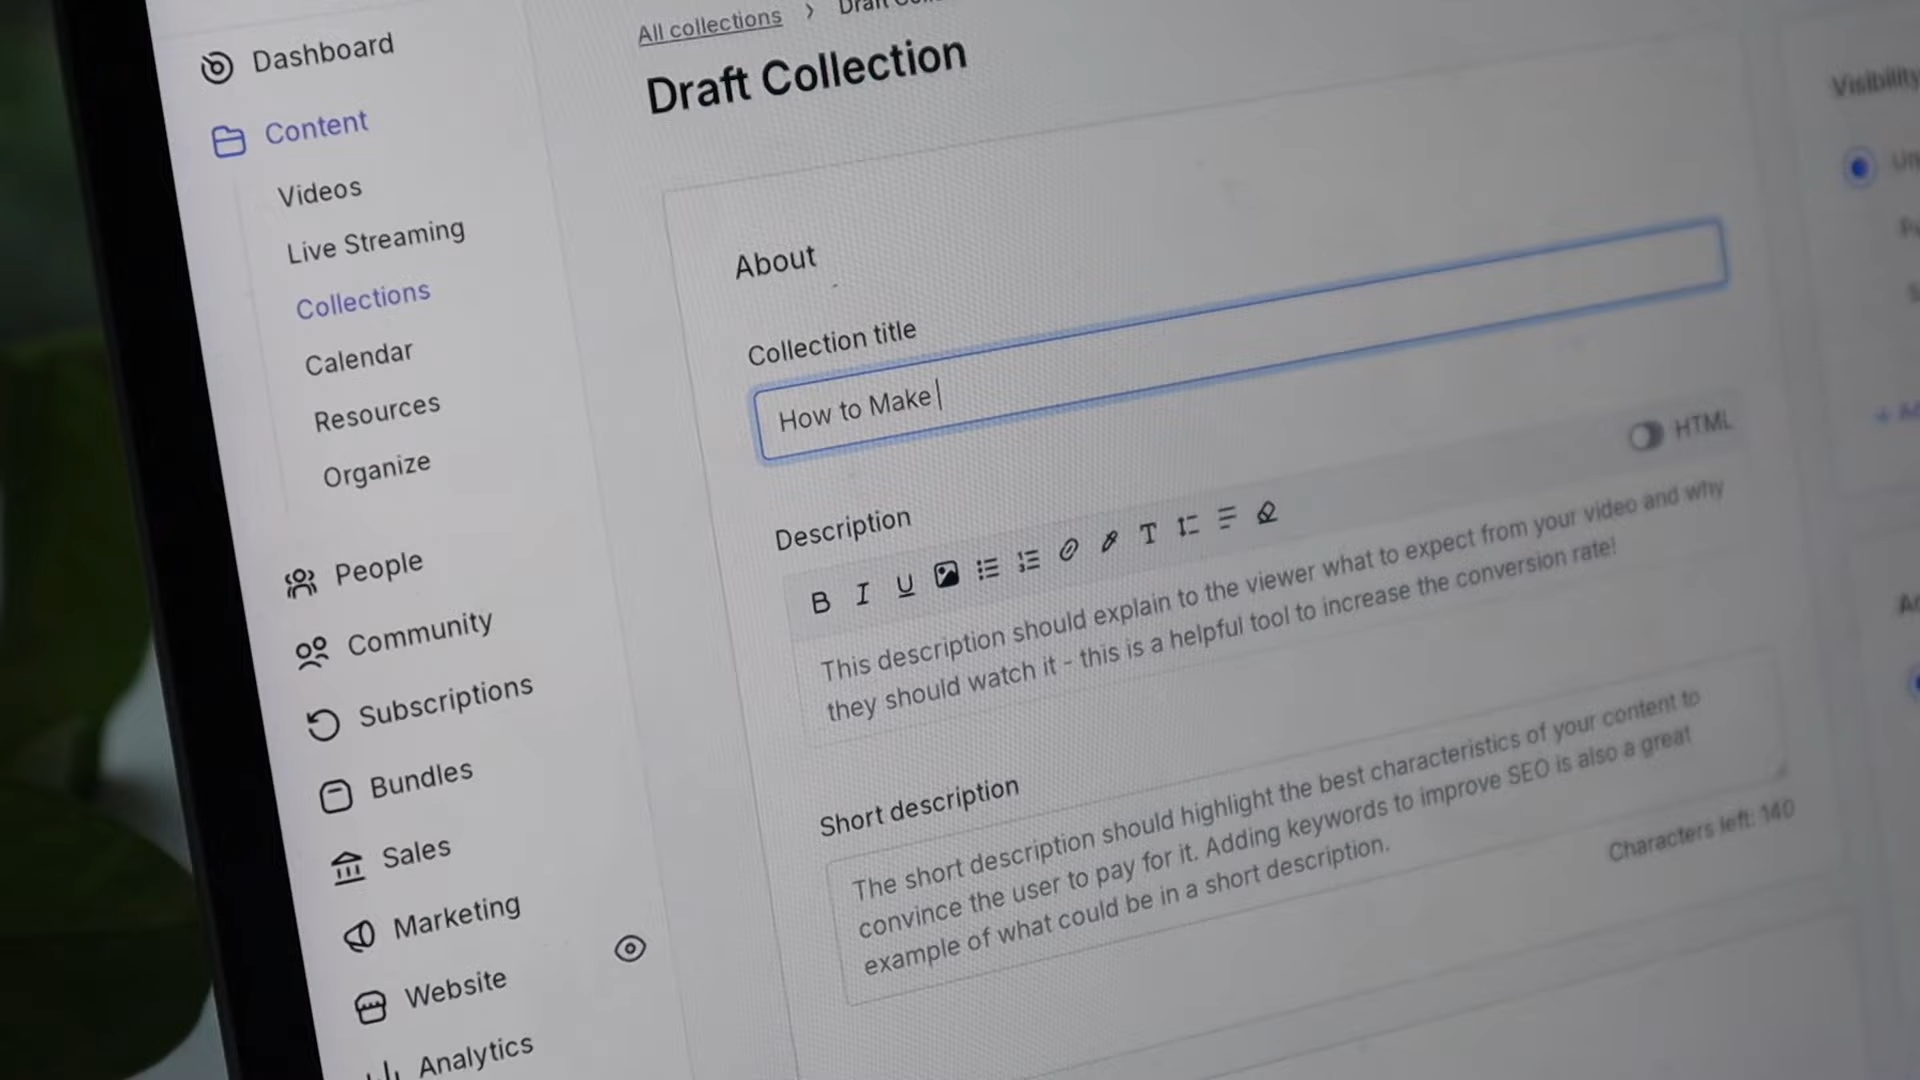 Dashboard
Content
Videos
Live Streaming
Collections
Calendar
Resources
Organize
People
Community
Subscriptions
Bundles
Sales
Marketing
Website
Analytics
All collections > Draft
Draft Collection
About
Collection title
How to Make
Description
HTML
B I U T
This description should explain to the viewer what to expect from your video and why
they should watch it - this is a helpful tool to increase the conversion rate!
Short description
The short description should highlight the best characteristics of your content to
convince the user to pay for it. Adding keywords to improve SEO is also a great
example of what could be in a short description.
Characters left: 140
Visibility